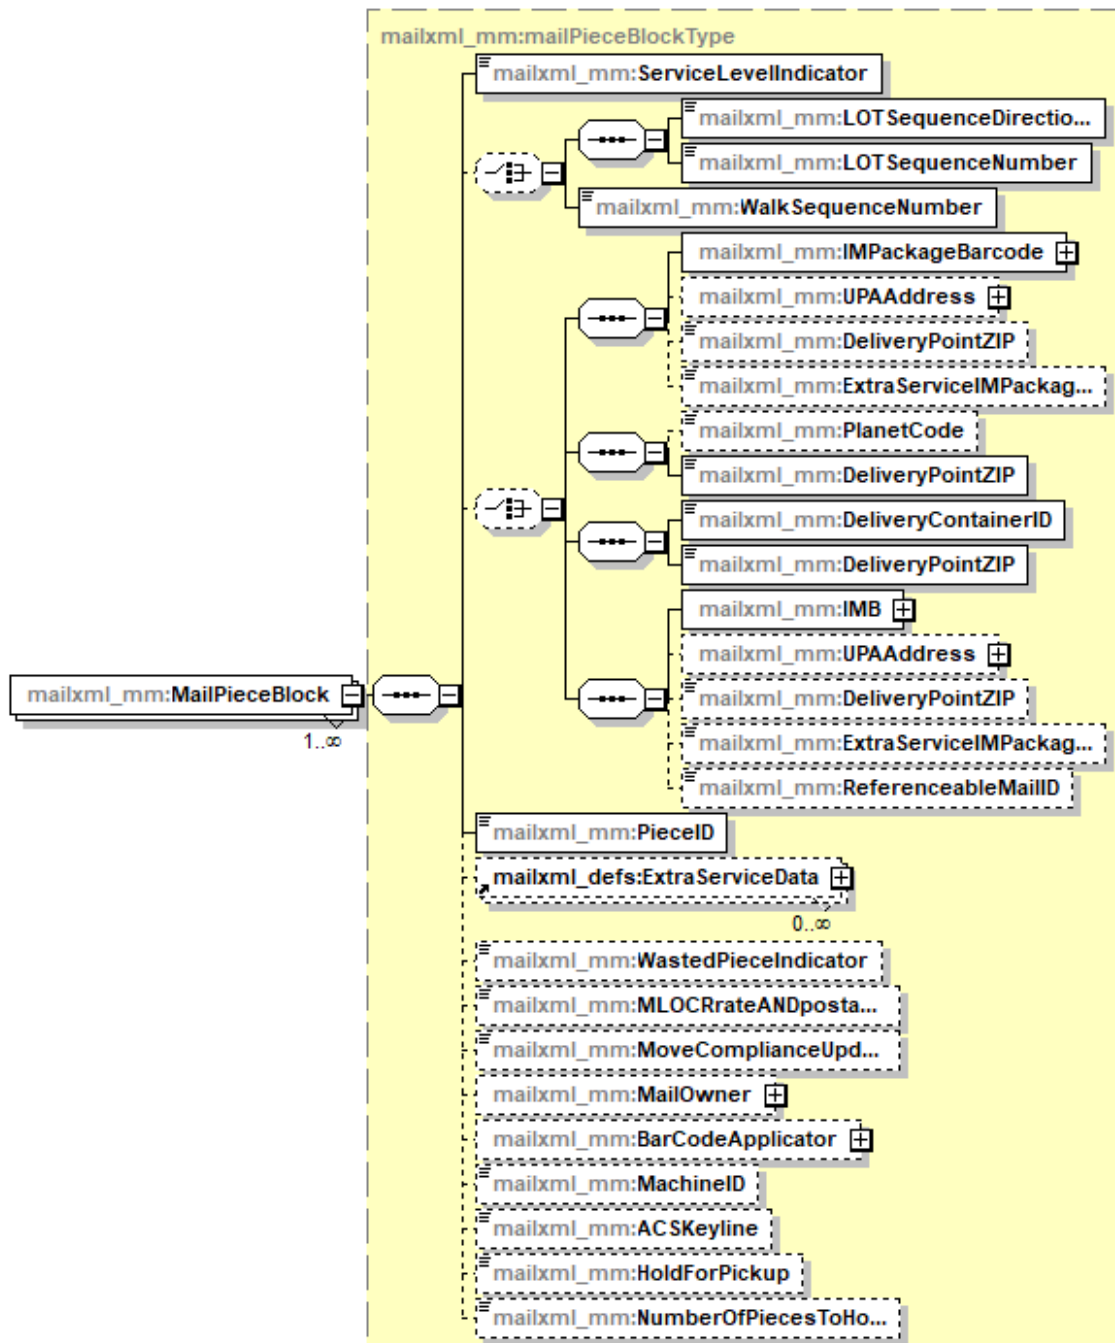 mailxml_mm:mailPieceBlockType
mailxml_mm:ServiceLevelIndicator
mailxml_mm:LOTSequenceDirectio...
mailxml_mm:LOTSequenceNumber
mailxml_mm:WalkSequenceNumber
mailxml_mm:IMPackageBarcode
mailxml_mm:UPAAddress
mailxml_mm:DeliveryPointZIP
mailxml_mm:ExtraServiceIMPackag...
mailxml_mm:PlanetCode
mailxml_mm:DeliveryPointZIP
mailxml_mm:DeliveryContainerID
mailxml_mm:DeliveryPointZIP
mailxml_mm:IMB
mailxml_mm:UPAAddress
mailxml_mm:MailPieceBlock
1..∞
mailxml_mm:DeliveryPointZIP
mailxml_mm:ExtraServiceIMPackag...
mailxml_mm:ReferenceableMailID
mailxml_mm:PieceID
mailxml_defs:ExtraServiceData
0..∞
mailxml_mm:WastedPieceIndicator
mailxml_mm:MLOCRrateANDposta...
mailxml_mm:MoveComplianceUpd...
mailxml_mm:MailOwner
mailxml_mm:BarCodeApplicator
mailxml_mm:MachineID
mailxml_mm:ACSKeyline
mailxml_mm:HoldForPickup
mailxml_mm:NumberOfPiecesToHo...